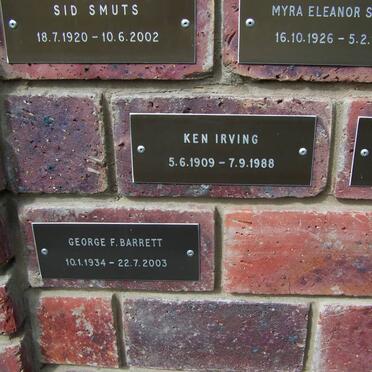 SID SMUTS
18.7.1920 – 10.6.2002
MYRA ELEANOR S
16.10.1926 – 5.2.
KEN IRVING
5.6.1909 – 7.9.1988
GEORGE F. BARRETT
10.1.1934 – 22.7.2003